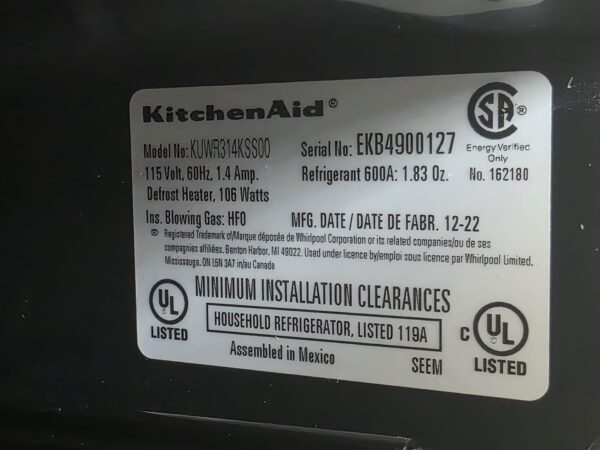 KitchenAid®
Model No: KUWR314KSS00 Serial No: EKB4900127
115 Volt, 60Hz, 1.4 Amp. Refrigerant 600A: 1.83 Oz.
Defrost Heater, 106 Watts
Ins. Blowing Gas: HFO MFG. DATE / DATE DE FABR. 12-22
SA
®
Energy Verified
Only
No. 162180
® Registered Trademark of/Marque déposée de Whirlpool Corporation or its related companies/ou de ses
compagnies affiliées. Benton Harbor, MI 49022. Used under licence by/emploi sous licence par Whirlpool Limited.
Mississauga, ON L5N 3A7 in/au Canada
MINIMUM INSTALLATION CLEARANCES
HOUSEHOLD REFRIGERATOR, LISTED 119A
Assembled in Mexico SEEM
UL
LISTED
C UL
LISTED